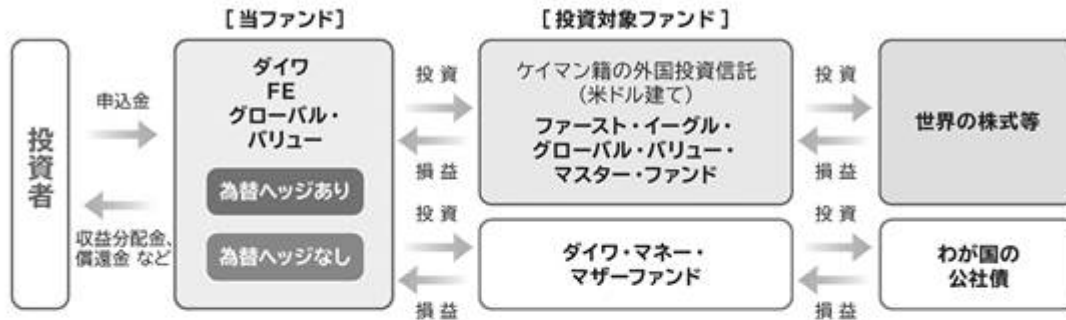 [当ファンド]
[投資対象ファンド]
投資者
申込金
収益分配金、
償還金 など
ダイワ
FE
グローバル・
バリュー
為替ヘッジあり
為替ヘッジなし
投 資
損 益
投 資
損 益
ケイマン籍の外国投資信託
(米ドル建て)
ファースト・イーグル・
グローバル・バリュー・
マスター・ファンド
ダイワ・マネー・
マザーファンド
投 資
損 益
投 資
損 益
世界の株式等
わが国の
公社債